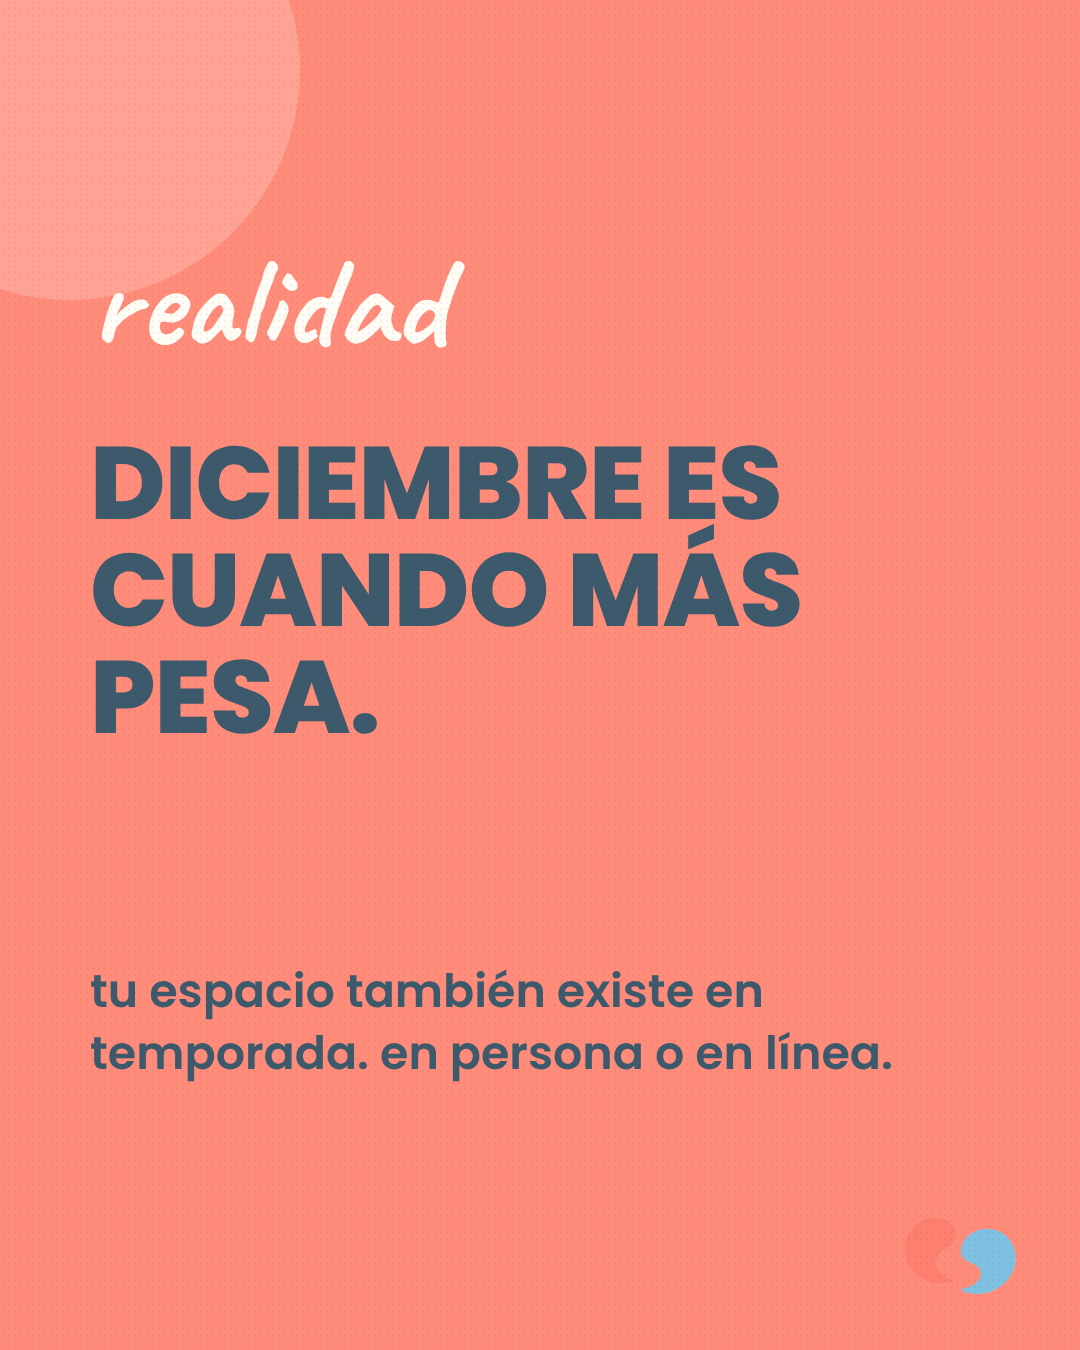 realidad
DICIEMBRE ES
CUANDO MÁS
PESA.
tu espacio también existe en
temporada. en persona o en línea.